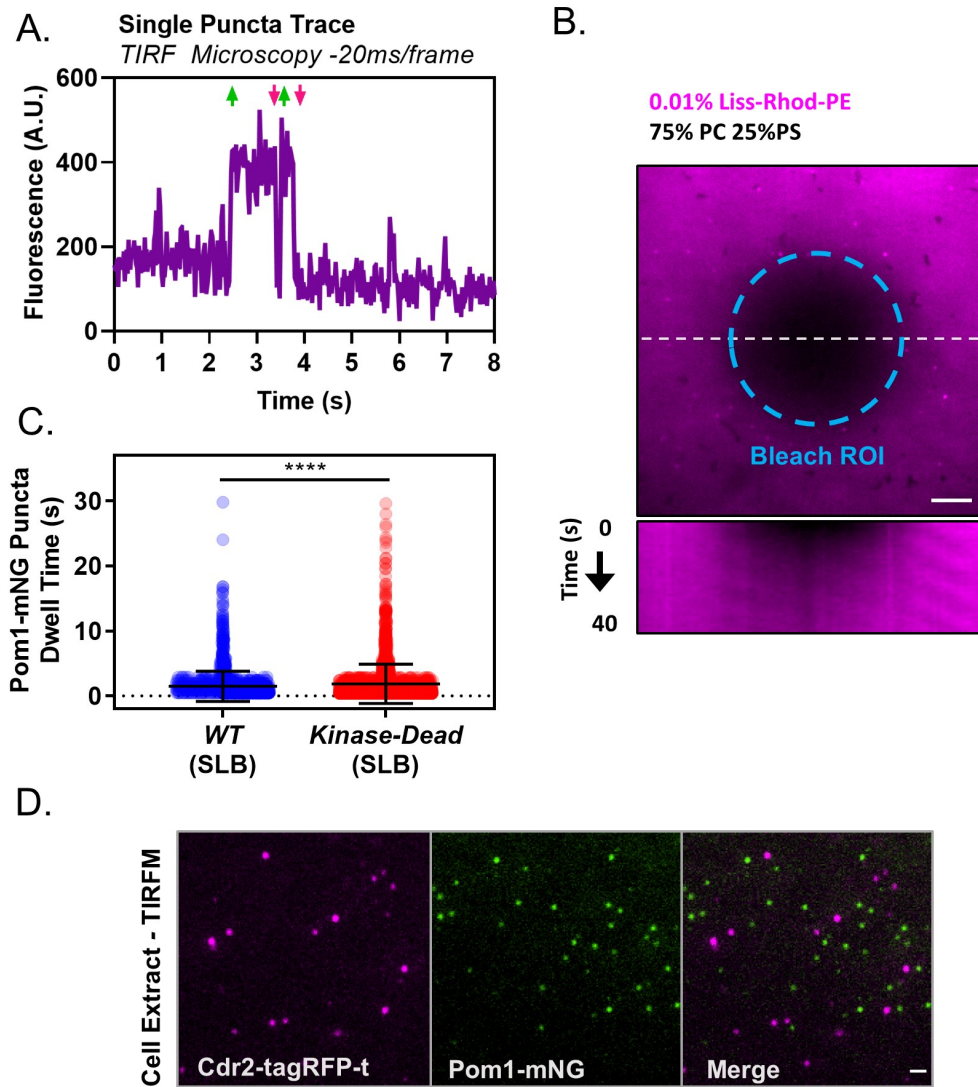 A.
Single Puncta Trace
TIRF Microscopy -20ms/frame
Fluorescence (A.U.)
600
400
200
0
0 1 2 3 4 5 6 7 8
Time (s)
B.
0.01% Liss-Rhod-PE
75% PC 25%PS
Bleach ROI
Time (s)
0
40
C.
Pom1-mNG Puncta
Dwell Time (s)
****
30
20
10
0
WT Kinase-Dead
(SLB) (SLB)
D.
Cell Extract - TIRFM
Cdr2-tagRFP-t Pom1-mNG Merge